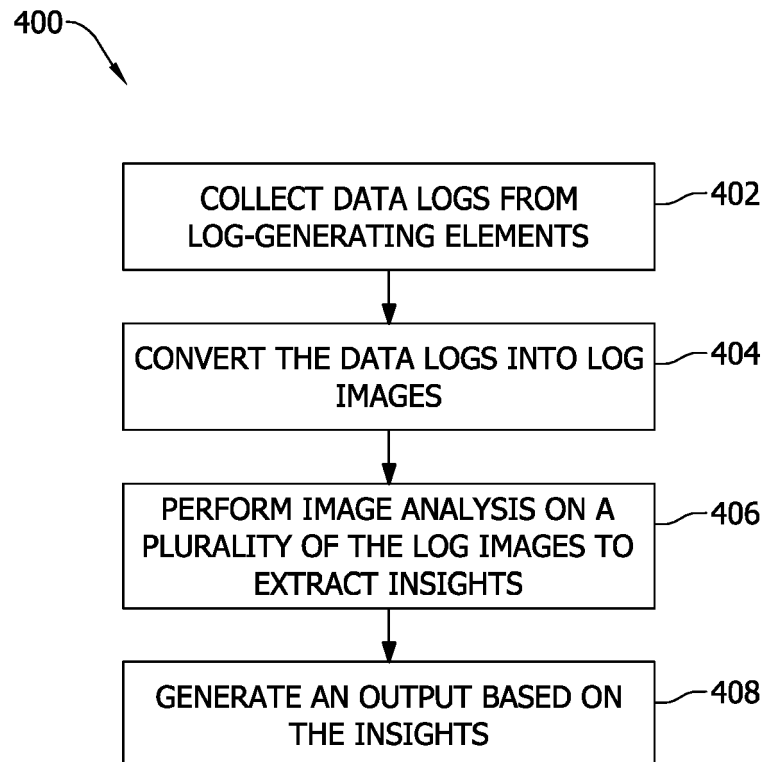 400
COLLECT DATA LOGS FROM
LOG-GENERATING ELEMENTS
402
CONVERT THE DATA LOGS INTO LOG
IMAGES
404
PERFORM IMAGE ANALYSIS ON A
PLURALITY OF THE LOG IMAGES TO
EXTRACT INSIGHTS
406
GENERATE AN OUTPUT BASED ON
THE INSIGHTS
408